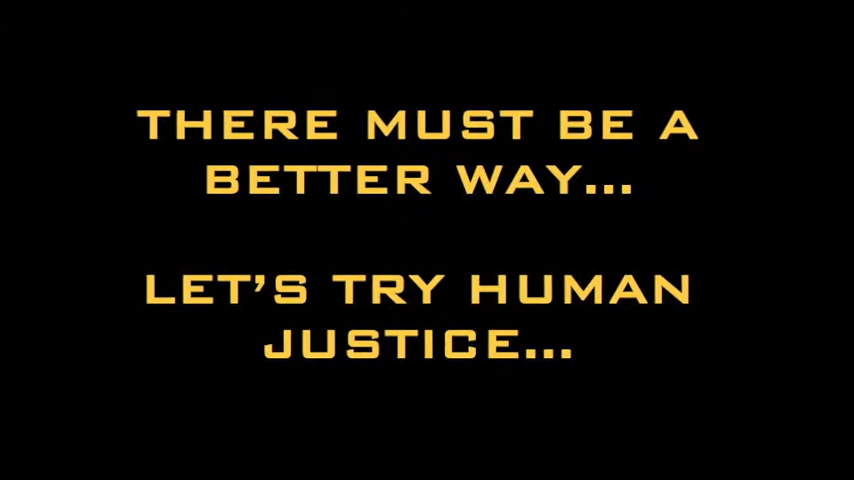 THERE MUST BE A
BETTER WAY...
LET'S TRY HUMAN
JUSTICE...